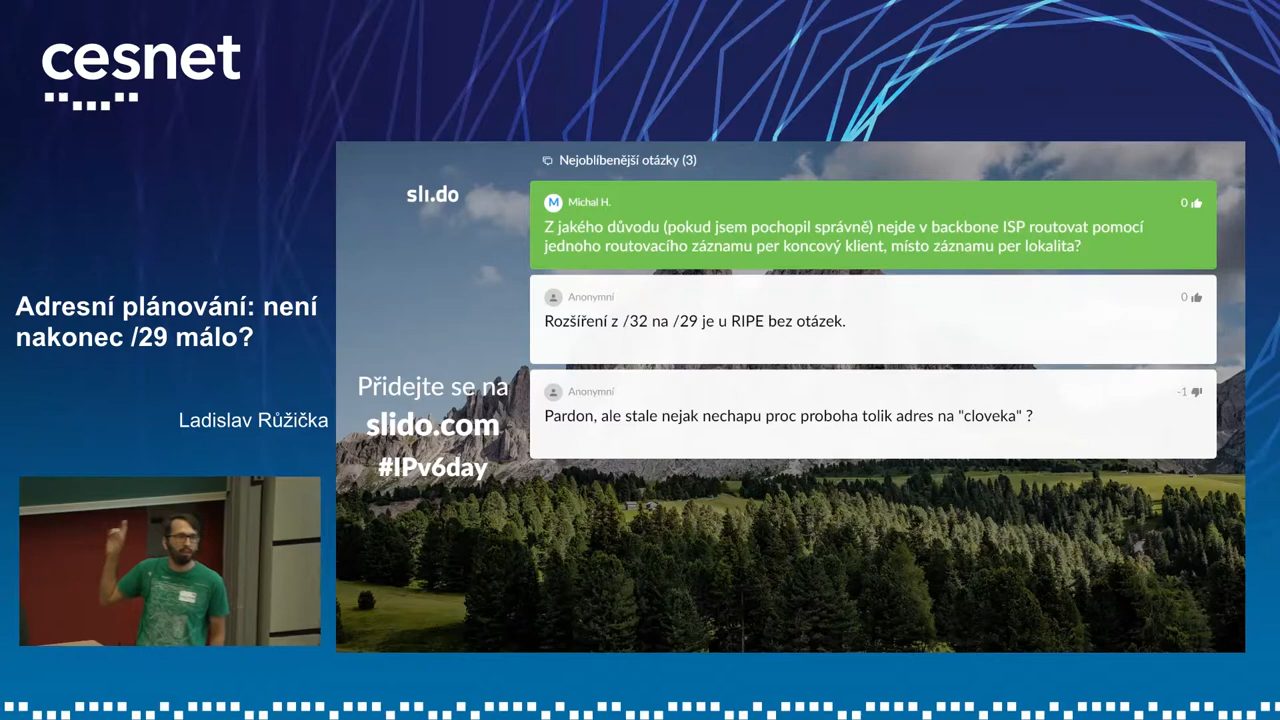 cesnet
Adresní plánování: není
nakonec /29 málo?
Ladislav Růžička
sli.do
Přidejte se na
slido.com
#IPv6day
Nejoblíbenější otázky (3)
M Michal H. 0
Z jakého důvodu (pokud jsem pochopil správně) nejde v backbone ISP routovat pomocí
jednoho routovacího záznamu per koncový klient, místo záznamu per lokalita?
Anonymní 0
Rozšíření z /32 na /29 je u RIPE bez otázek.
Anonymní -1
Pardon, ale stale nejak nechapu proc proboha tolik adres na "cloveka" ?